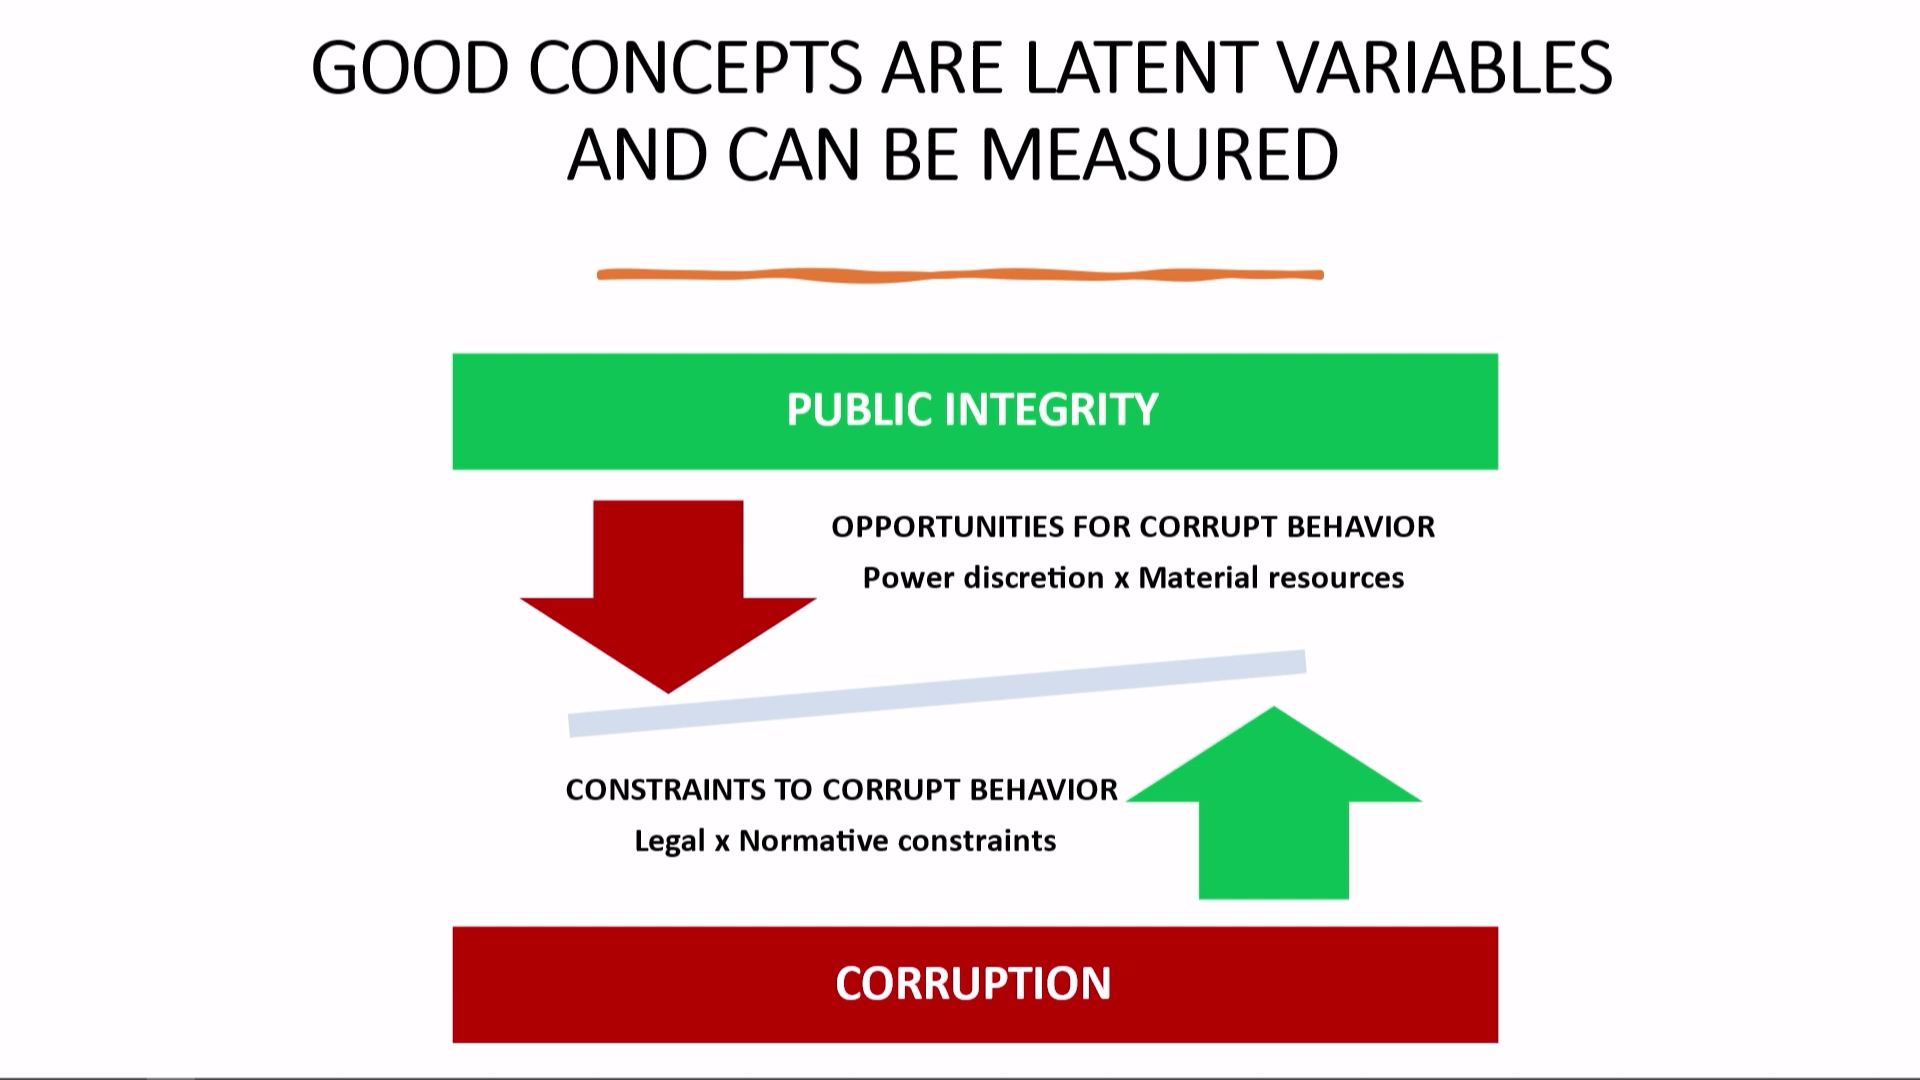 GOOD CONCEPTS ARE LATENT VARIABLES
AND CAN BE MEASURED
PUBLIC INTEGRITY
OPPORTUNITIES FOR CORRUPT BEHAVIOR
Power discretion x Material resources
CONSTRAINTS TO CORRUPT BEHAVIOR
Legal x Normative constraints
CORRUPTION